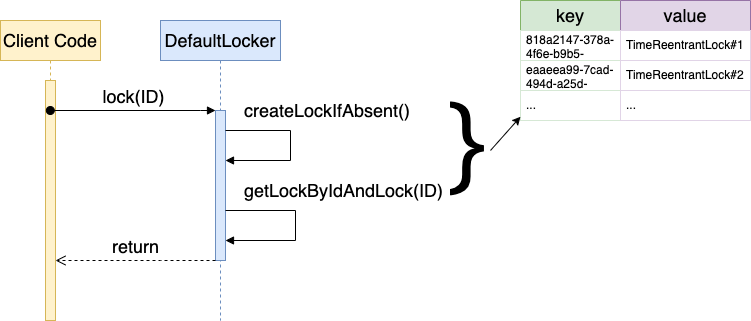 Client Code
DefaultLocker
key
value
818a2147-378a-
4f6e-b9b5-
TimeReentrantLock#1
eaaeea99-7cad-
494d-a25d-
TimeReentrantLock#2
...
...
lock(ID)
createLockIfAbsent()
getLockByIdAndLock(ID)
return